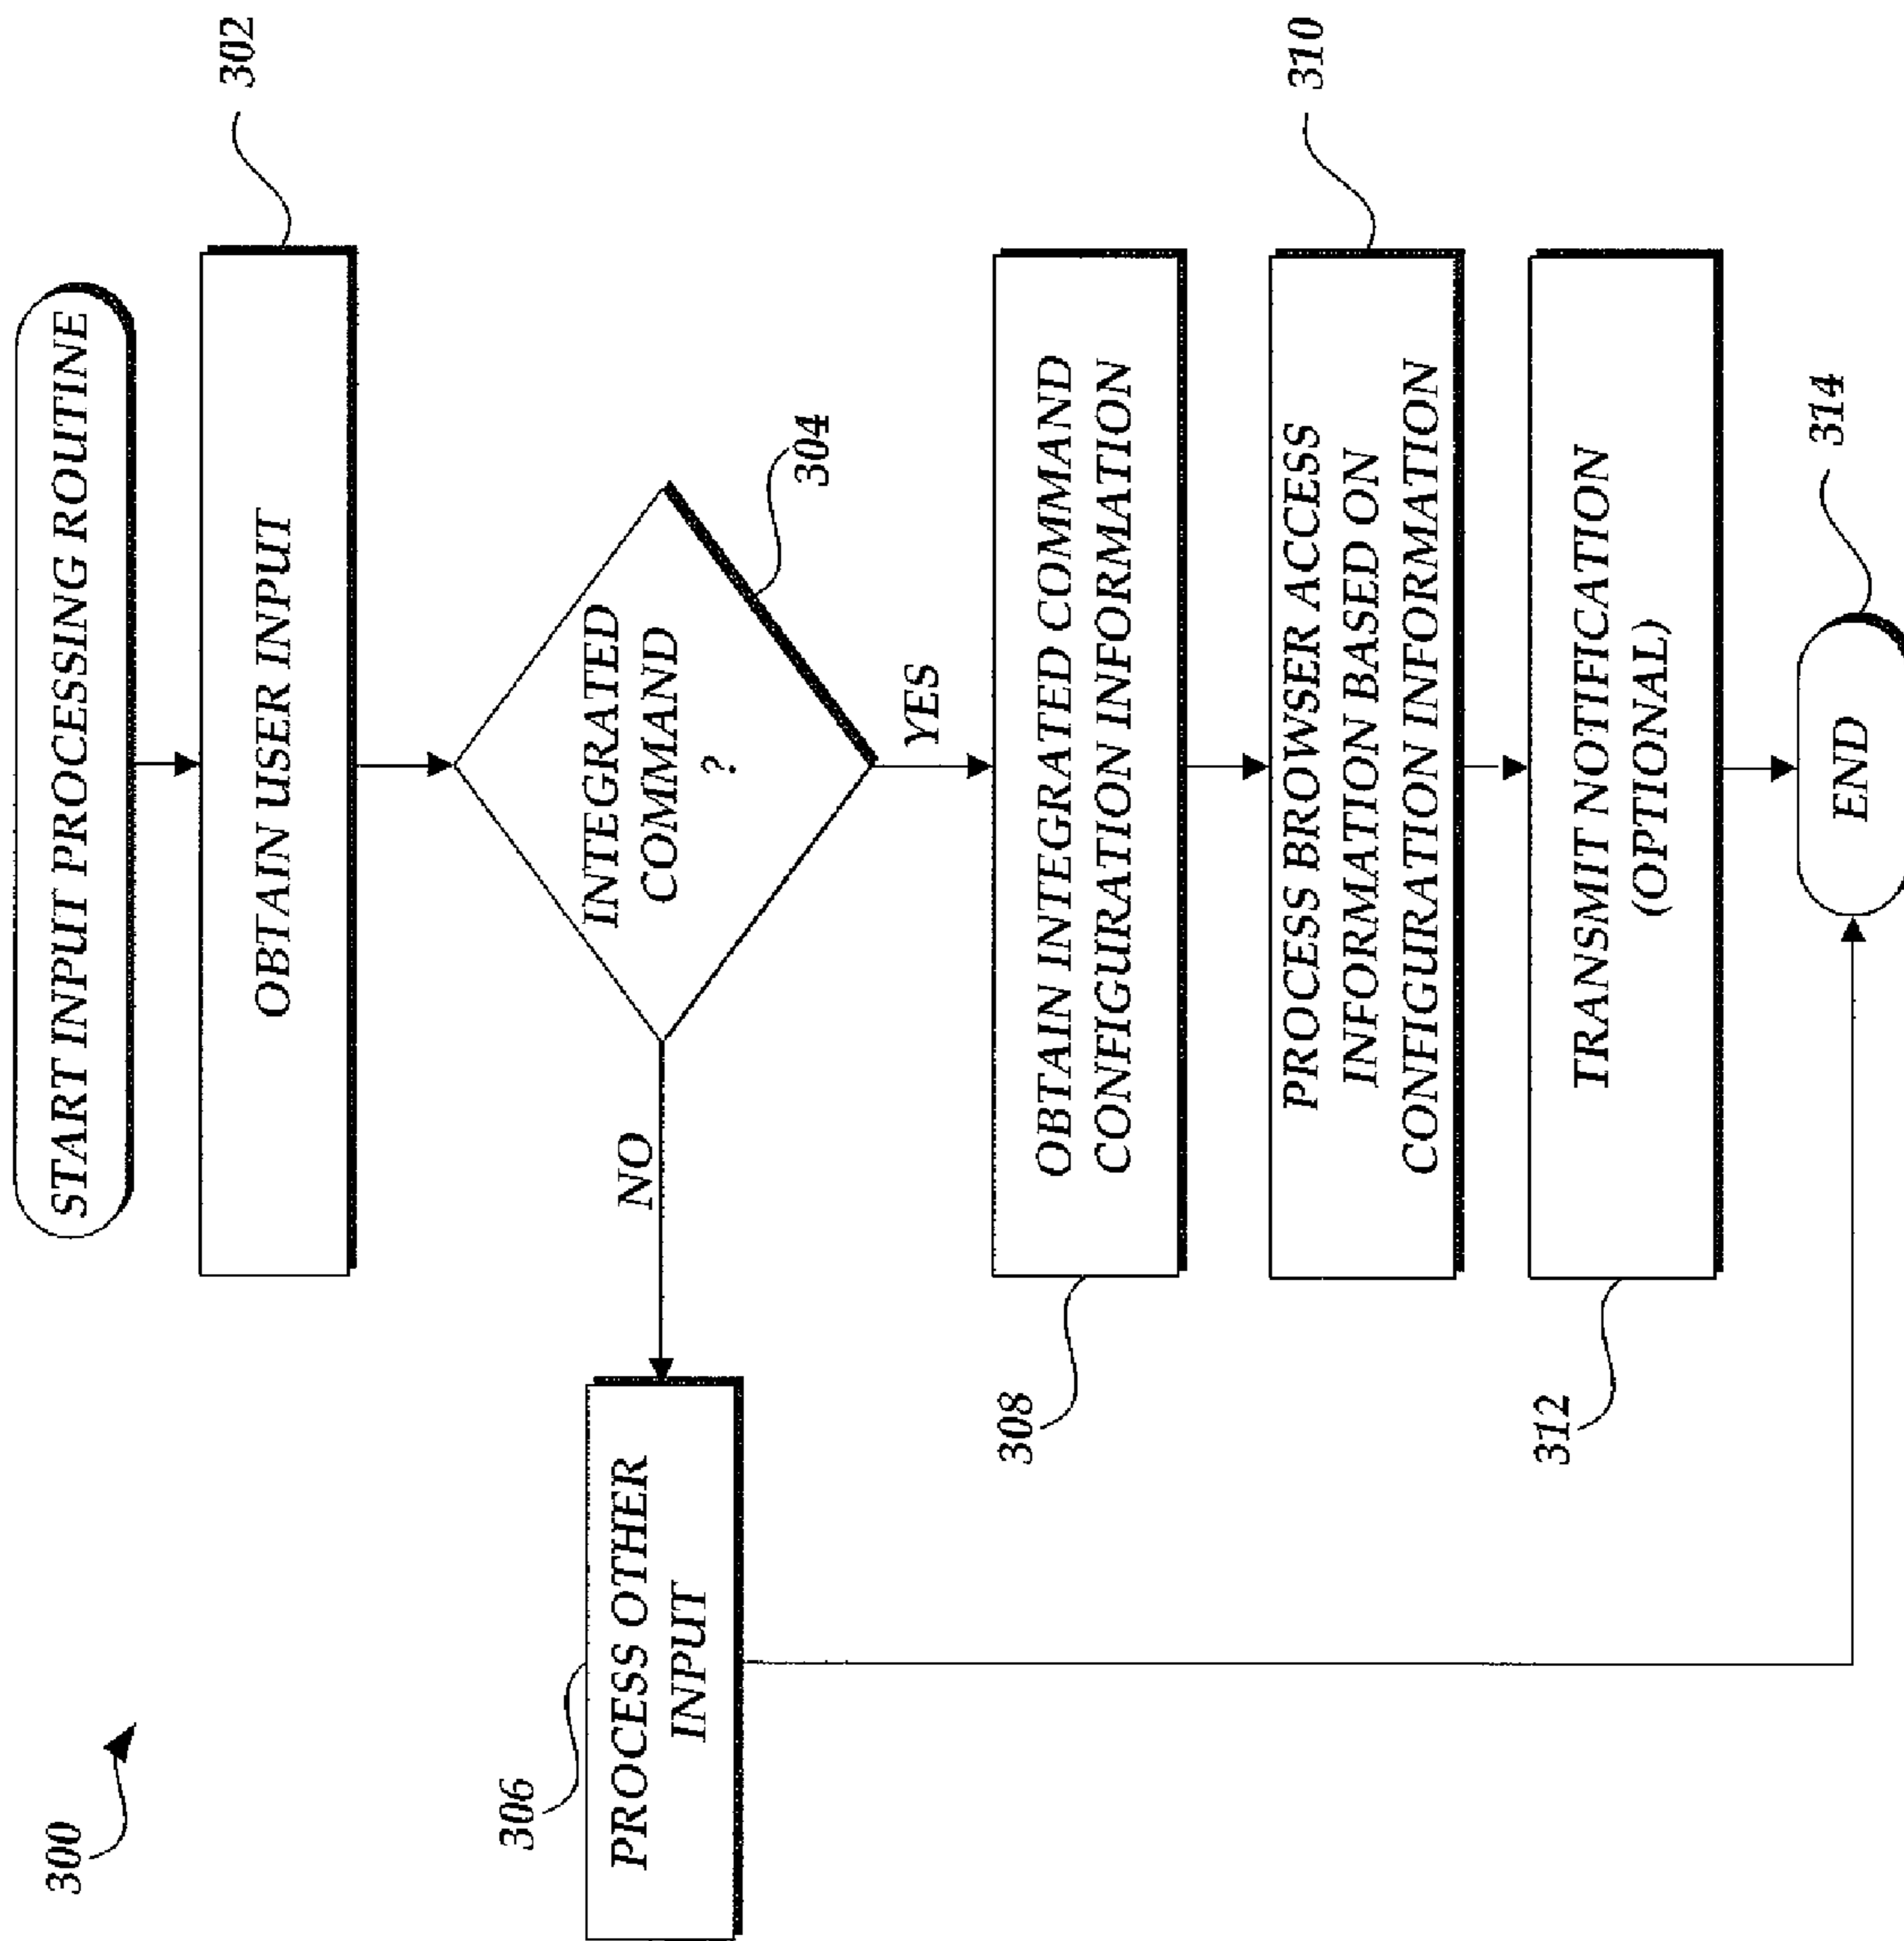 300
START INPUT PROCESSING ROUTINE
OBTAIN USER INPUT
302
INTEGRATED
COMMAND
?
304
NO
YES
306
PROCESS OTHER
INPUT
308
OBTAIN INTEGRATED COMMAND
CONFIGURATION INFORMATION
PROCESS BROWSER ACCESS
INFORMATION BASED ON
CONFIGURATION INFORMATION
310
312
TRANSMIT NOTIFICATION
(OPTIONAL)
END
314